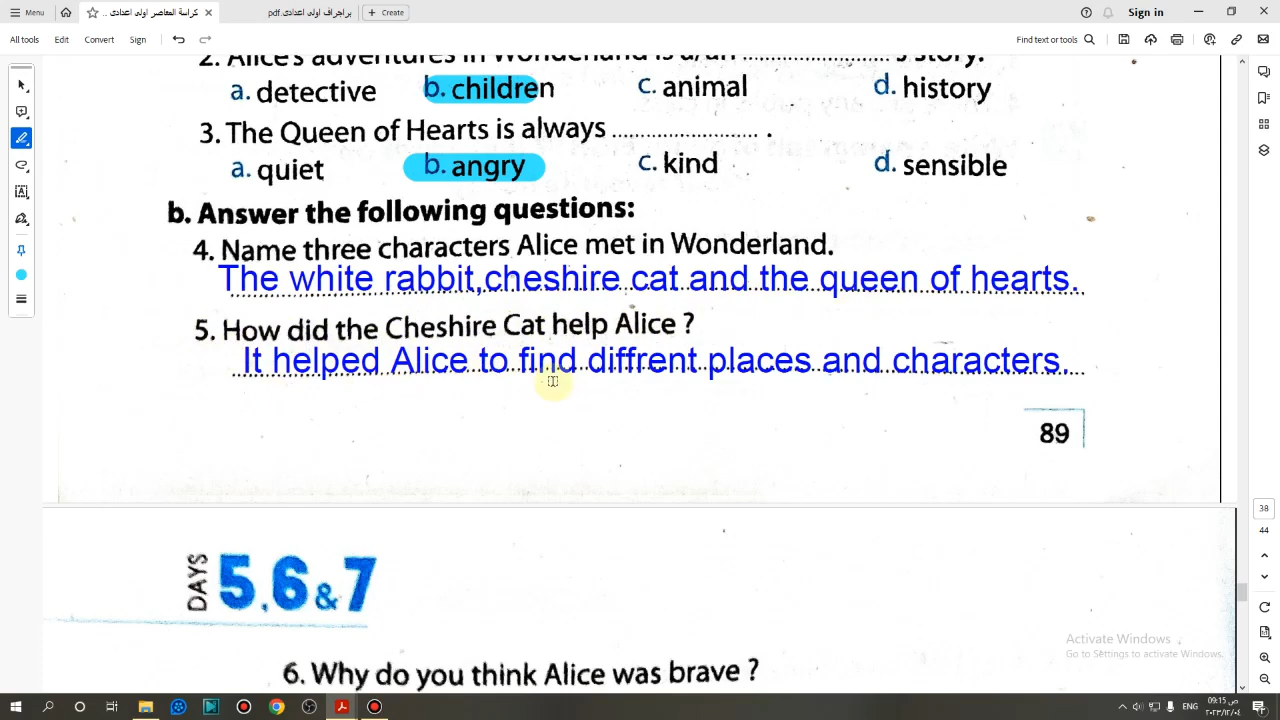 Menu
كراسة المعاصر اولى اعدادى ..
براجراف اولى اعدادى.pdf
+ Create
Sign in
All tools Edit Convert Sign
Find text or tools
2. Alice's adventures in Wonderland is a/an .................... 's story.
a. detective b. children c. animal d. history
3. The Queen of Hearts is always .................... .
a. quiet b. angry c. kind d. sensible
b. Answer the following questions:
4. Name three characters Alice met in Wonderland.
The white rabbit,cheshire cat and the queen of hearts.
5. How did the Cheshire Cat help Alice ?
It helped Alice to find diffrent places and characters.
89
38
44
DAYS 5,6 & 7
Activate Windows
Go to Settings to activate Windows.
6. Why do you think Alice was brave ?
ENG
09:15 ص
٢٠٢٣/١٢/٠٤